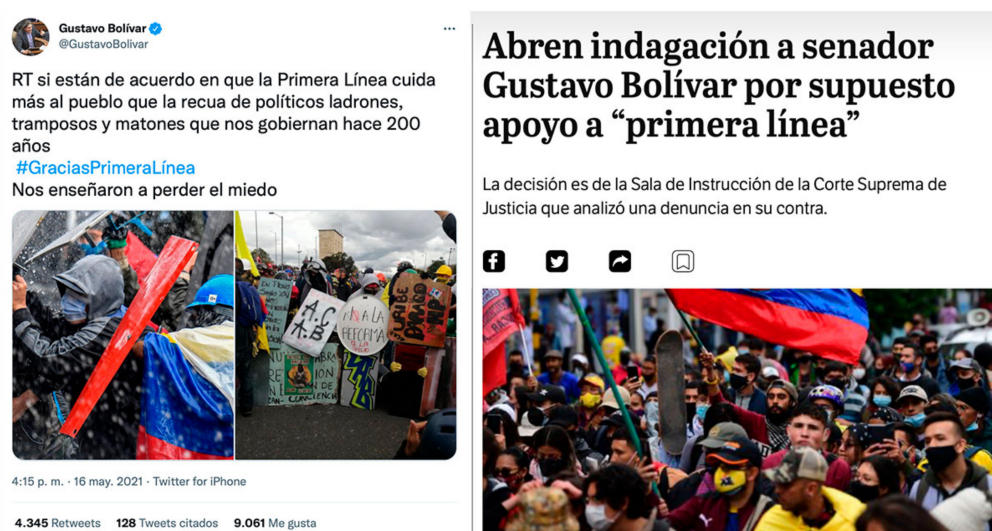 Gustavo Bolívar
@GustavoBolivar
RT si están de acuerdo en que la Primera Línea cuida
más al pueblo que la recua de políticos ladrones,
tramposos y matones que nos gobiernan hace 200
años
#GraciasPrimeraLínea
Nos enseñaron a perder el miedo
A.C
A.B
REFORMA
URIBE
4:15 p. m. · 16 may. 2021 · Twitter for iPhone
4.345 Retweets 128 Tweets citados 9.061 Me gusta
Abren indagación a senador
Gustavo Bolívar por supuesto
apoyo a “primera línea”
La decisión es de la Sala de Instrucción de la Corte Suprema de
Justicia que analizó una denuncia en su contra.